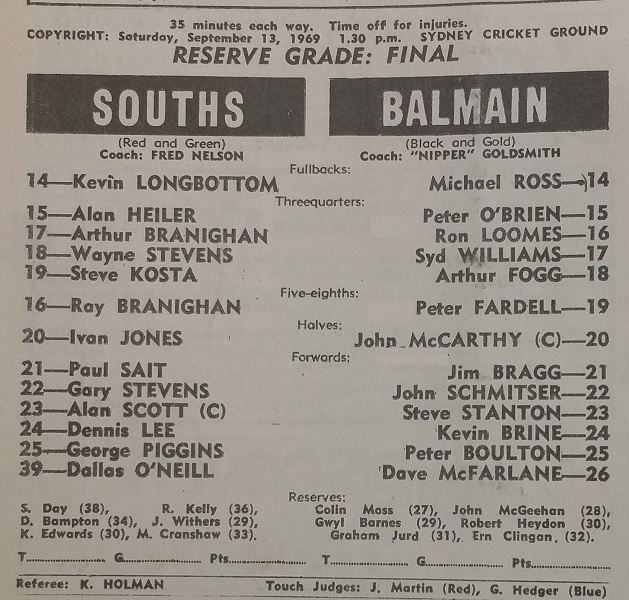 35 minutes each way. Time off for injuries.
COPYRIGHT: Saturday, September 13, 1969 1.30 p.m. SYDNEY CRICKET GROUND
RESERVE GRADE: FINAL
SOUTHS BALMAIN
(Red and Green) (Black and Gold)
Coach: FRED NELSON Coach: "NIPPER" GOLDSMITH
Fullbacks:
14—Kevin LONGBOTTOM Michael ROSS—14
Threequarters:
15—Alan HEILER Peter O'BRIEN—15
17—Arthur BRANIGHAN Ron LOOMES—16
18—Wayne STEVENS Syd WILLIAMS—17
19—Steve KOSTA Arthur FOGG—18
Five-eighths:
16—Ray BRANIGHAN Peter FARDELL—19
Halves:
20—Ivan JONES John McCARTHY (C)—20
Forwards:
21—Paul SAIT Jim BRAGG—21
22—Gary STEVENS John SCHMITSER—22
23—Alan SCOTT (C) Steve STANTON—23
24—Dennis LEE Kevin BRINE—24
25—George PIGGINS Peter BOULTON—25
39—Dallas O'NEILL Dave McFARLANE—26
Reserves:
S. Day (38), R. Kelly (36), Colin Moss (27), John McGeehan (28),
D. Bampton (34), J. Withers (29), Gwyl Barnes (29), Robert Heydon (30),
K. Edwards (30), M. Cranshaw (33). Graham Jurd (31), Ern Clingan, (32).
T.................... G.................... Pts.................... T.................... G.................... Pts....................
Referee: K. HOLMAN Touch Judges: J. Martin (Red), G. Hedger (Blue)